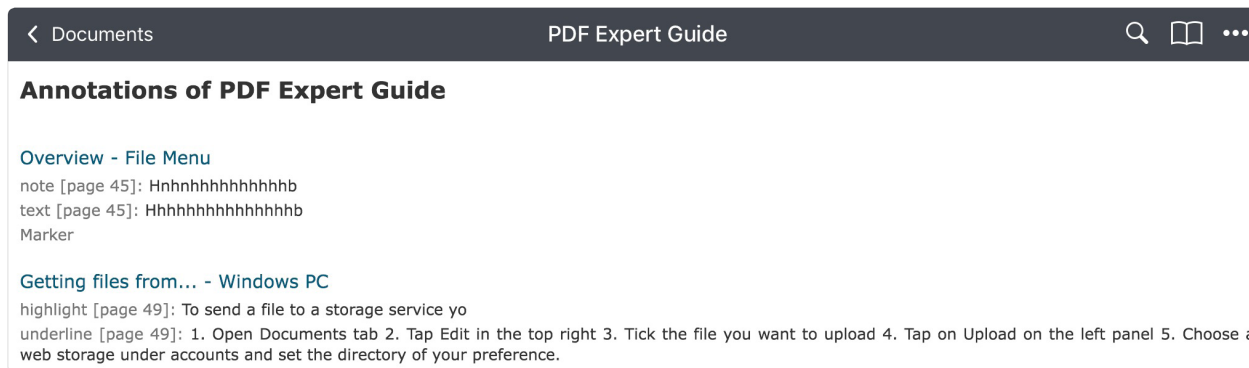 Documents
PDF Expert Guide
Annotations of PDF Expert Guide
Overview - File Menu
note [page 45]: Hnhnhhhhhhhhhhhb
text [page 45]: Hhhhhhhhhhhhhhhb
Marker
Getting files from... - Windows PC
highlight [page 49]: To send a file to a storage service yo
underline [page 49]: 1. Open Documents tab 2. Tap Edit in the top right 3. Tick the file you want to upload 4. Tap on Upload on the left panel 5. Choose a
web storage under accounts and set the directory of your preference.